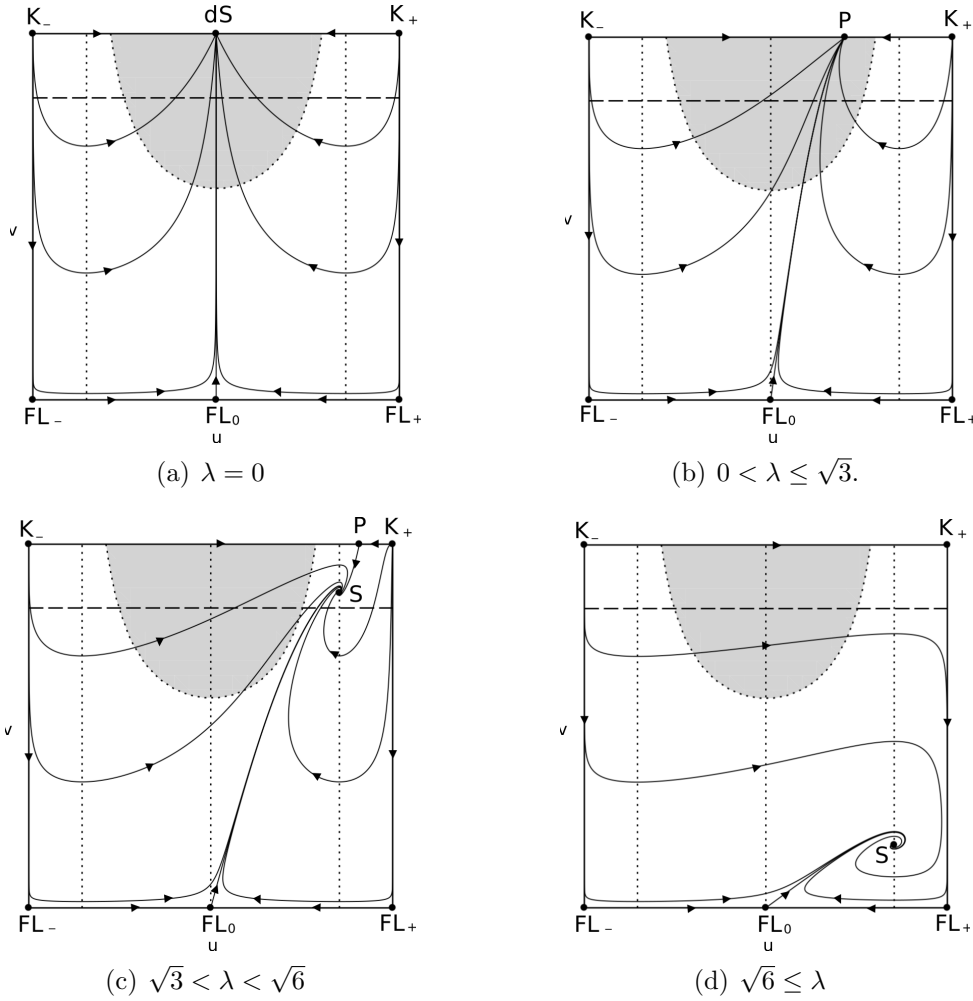 K₋ dS K₊
v
FL₋ FL₀ FL₊
u
(a) λ = 0
K₋ P K₊
v
FL₋ FL₀ FL₊
u
(b) 0 < λ ≤ √3.
K₋ P K₊
S
v
FL₋ FL₀ FL₊
u
(c) √3 < λ < √6
K₋ K₊
v
S
FL₋ FL₀ FL₊
u
(d) √6 ≤ λ